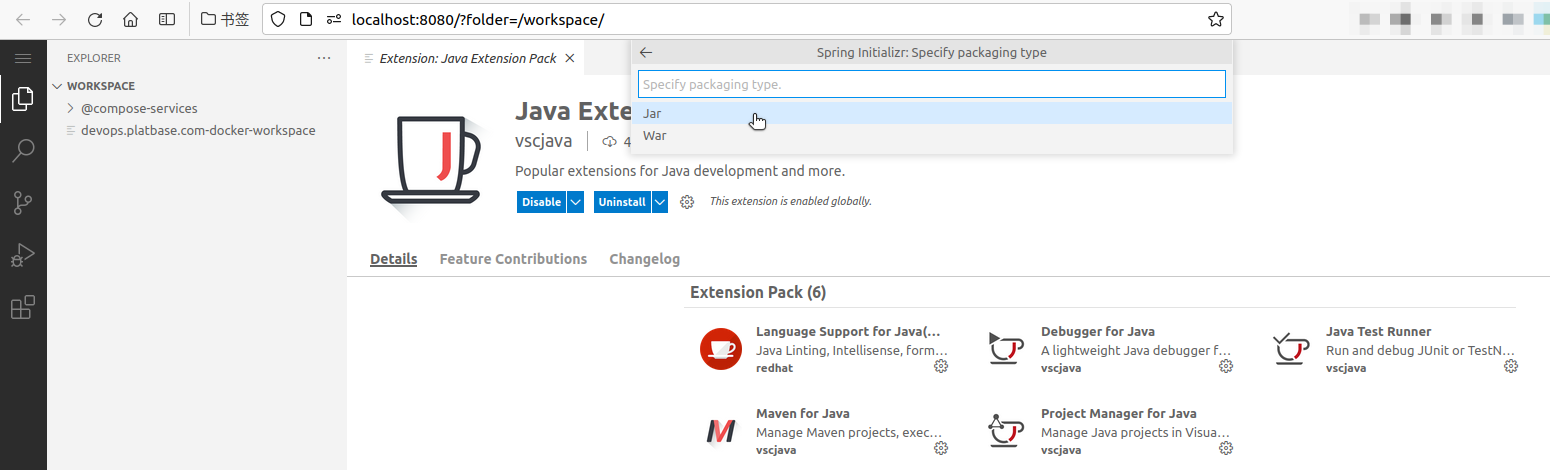 书签
localhost:8080/?folder=/workspace/
EXPLORER
WORKSPACE
@compose-services
devops.platbase.com-docker-workspace
Extension: Java Extension Pack
Spring Initializr: Specify packaging type
Specify packaging type.
Jar
War
Java Exte
vscjava
4
Popular extensions for Java development and more.
Disable
Uninstall
This extension is enabled globally.
Details
Feature Contributions
Changelog
Extension Pack (6)
Language Support for Java(...
Java Linting, Intellisense, form...
redhat
Debugger for Java
A lightweight Java debugger f...
vscjava
Java Test Runner
Run and debug JUnit or TestN...
vscjava
Maven for Java
Manage Maven projects, exec...
vscjava
Project Manager for Java
Manage Java projects in Visua...
vscjava